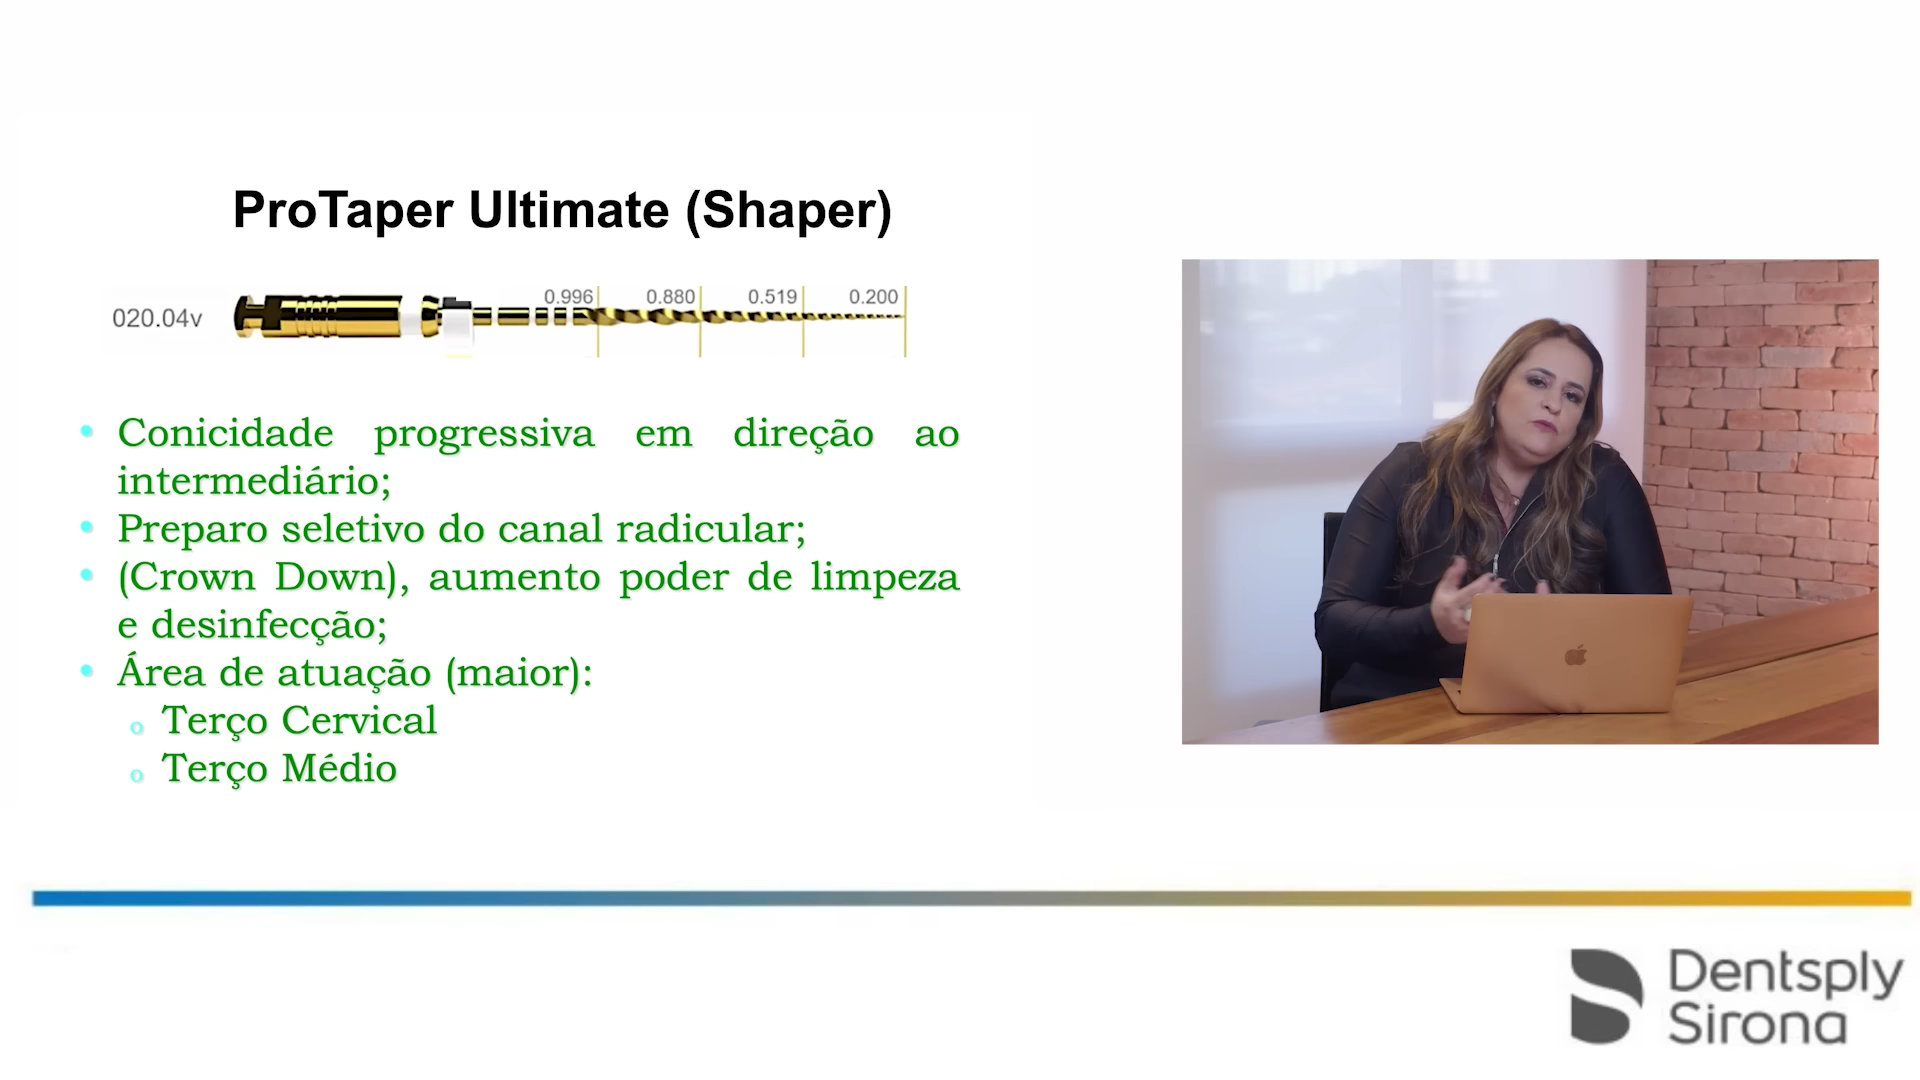 ProTaper Ultimate (Shaper)
020.04v
0.996 0.880 0.519 0.200
• Conicidade progressiva em direção ao
intermediário;
• Preparo seletivo do canal radicular;
• (Crown Down), aumento poder de limpeza
e desinfecção;
• Área de atuação (maior):
o Terço Cervical
o Terço Médio
Dentsply
Sirona